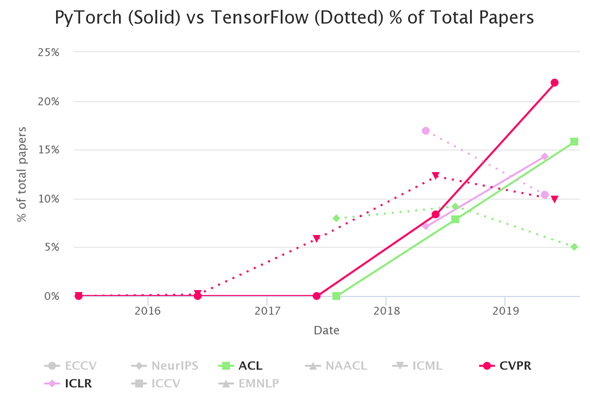 PyTorch (Solid) vs TensorFlow (Dotted) % of Total Papers
25%
20%
15%
10%
5%
0%
% of total papers
2016 2017 2018 2019
Date
ECCV NeurIPS ACL NAACL ICML CVPR
ICLR ICCV EMNLP